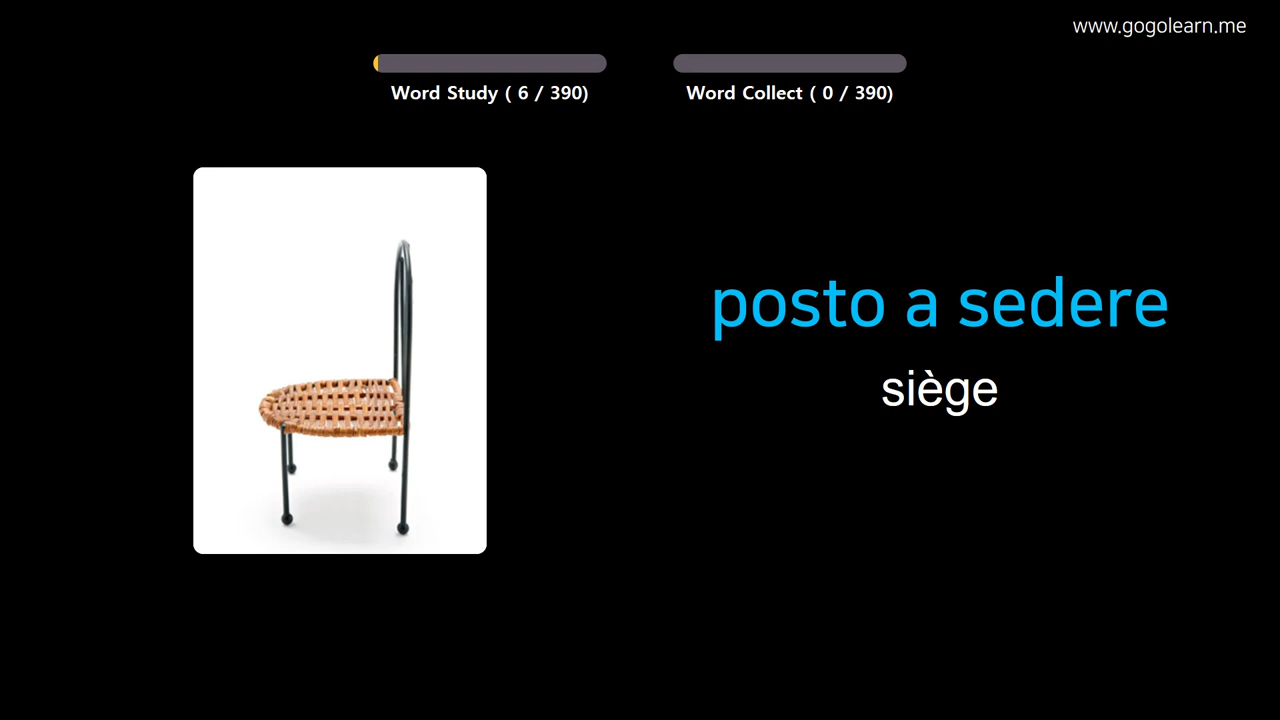 www.gogolearn.me
Word Study ( 6 / 390)
Word Collect ( 0 / 390)
posto a sedere
siège